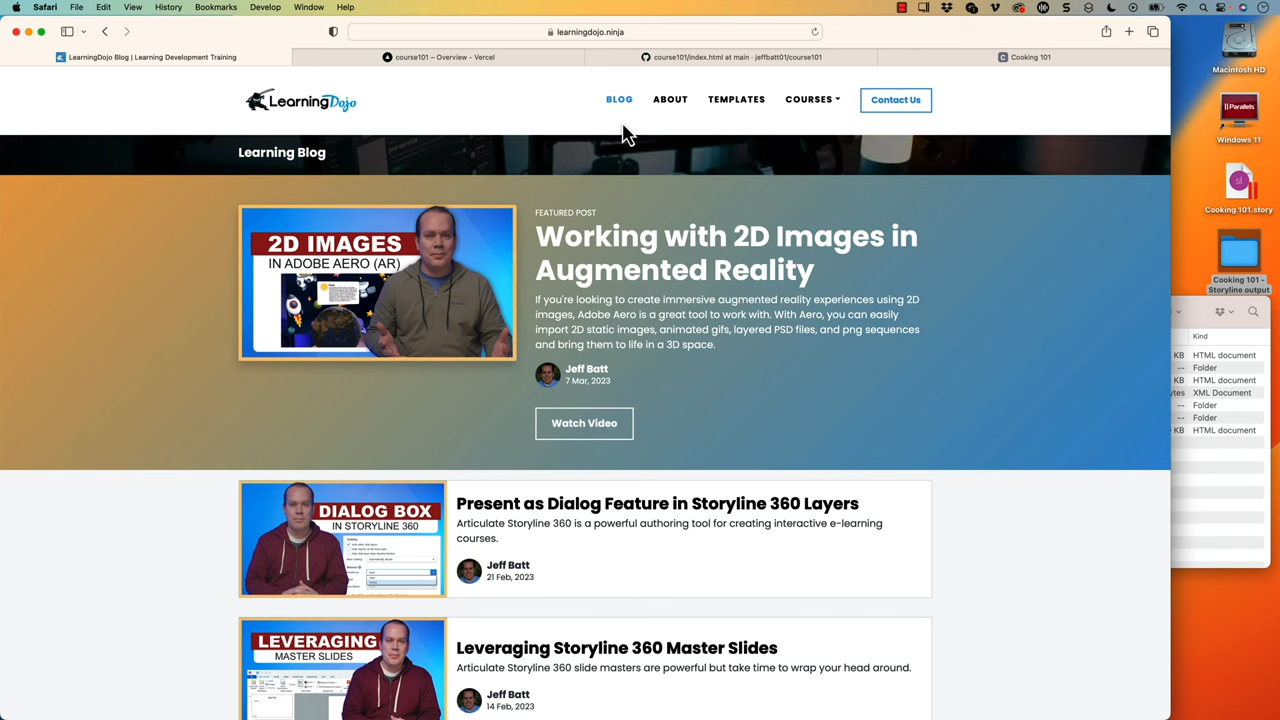 Safari File Edit View History Bookmarks Develop Window Help
learningdojo.ninja
LearningDojo Blog | Learning Development Training
course101 – Overview - Vercel
course101/index.html at main · jeffbatt01/course101
Cooking 101
LearningDojo
BLOG ABOUT TEMPLATES COURSES Contact Us
Learning Blog
2D IMAGES
IN ADOBE AERO (AR)
FEATURED POST
Working with 2D Images in
Augmented Reality
If you're looking to create immersive augmented reality experiences using 2D
images, Adobe Aero is a great tool to work with. With Aero, you can easily
import 2D static images, animated gifs, layered PSD files, and png sequences
and bring them to life in a 3D space.
Jeff Batt
7 Mar, 2023
Watch Video
DIALOG BOX
IN STORYLINE 360
Present as Dialog Feature in Storyline 360 Layers
Articulate Storyline 360 is a powerful authoring tool for creating interactive e-learning
courses.
Jeff Batt
21 Feb, 2023
LEVERAGING
MASTER SLIDES
Leveraging Storyline 360 Master Slides
Articulate Storyline 360 slide masters are powerful but take time to wrap your head around.
Jeff Batt
14 Feb, 2023
Macintosh HD
Parallels
Windows 11
sl
Cooking 101.story
Cooking 101 -
Storyline output
Kind
KB HTML document
-- Folder
KB HTML document
ytes XML Document
-- Folder
-- Folder
KB HTML document